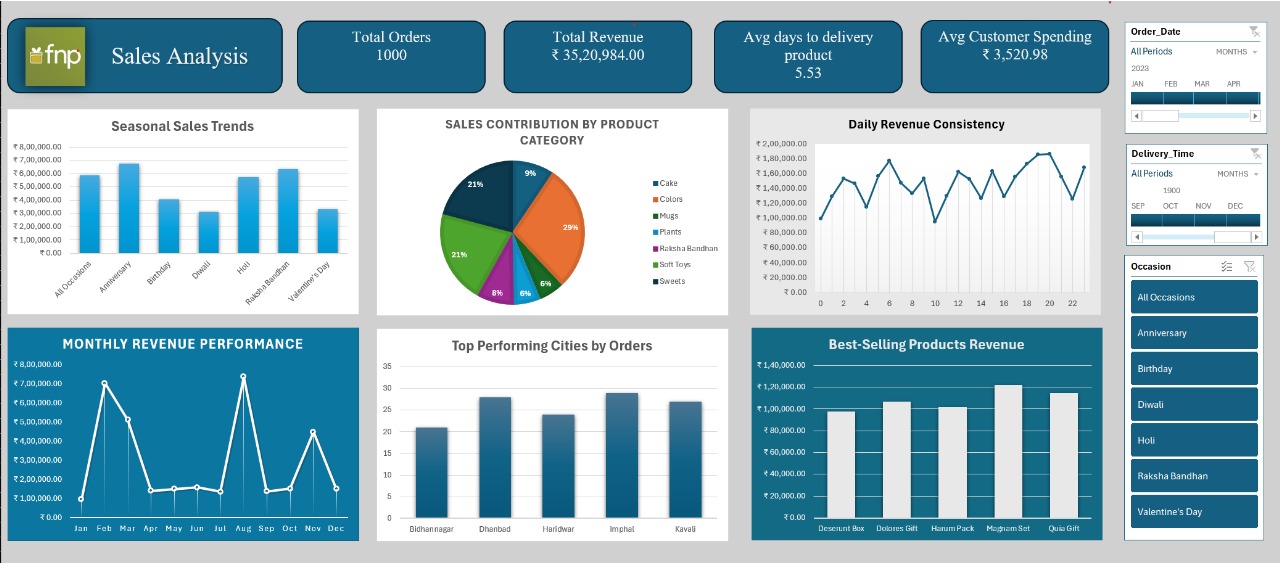 fnp
Sales Analysis
Total Orders
1000
Total Revenue
₹ 35,20,984.00
Avg days to delivery
product
5.53
Avg Customer Spending
₹ 3,520.98
Order_Date
All Periods MONTHS
2023
JAN FEB MAR APR
Delivery_Time
All Periods MONTHS
1900
SEP OCT NOV DEC
Occasion
All Occasions
Anniversary
Birthday
Diwali
Holi
Raksha Bandhan
Valentine's Day
Seasonal Sales Trends
₹ 8,00,000.00
₹ 7,00,000.00
₹ 6,00,000.00
₹ 5,00,000.00
₹ 4,00,000.00
₹ 3,00,000.00
₹ 2,00,000.00
₹ 1,00,000.00
₹ 0.00
All Occasions
Anniversary
Birthday
Diwali
Holi
Raksha Bandhan
Valentine's Day
SALES CONTRIBUTION BY PRODUCT
CATEGORY
9%
29%
6%
6%
8%
21%
21%
Cake
Colors
Mugs
Plants
Raksha Bandhan
Soft Toys
Sweets
Daily Revenue Consistency
₹ 2,00,000.00
₹ 1,80,000.00
₹ 1,60,000.00
₹ 1,40,000.00
₹ 1,20,000.00
₹ 1,00,000.00
₹ 80,000.00
₹ 60,000.00
₹ 40,000.00
₹ 20,000.00
₹ 0.00
0 2 4 6 8 10 12 14 16 18 20 22
MONTHLY REVENUE PERFORMANCE
₹ 8,00,000.00
₹ 7,00,000.00
₹ 6,00,000.00
₹ 5,00,000.00
₹ 4,00,000.00
₹ 3,00,000.00
₹ 2,00,000.00
₹ 1,00,000.00
₹ 0.00
Jan Feb Mar Apr May Jun Jul Aug Sep Oct Nov Dec
Top Performing Cities by Orders
35
30
25
20
15
10
5
0
Bidhannagar Dhanbad Haridwar Imphal Kavali
Best-Selling Products Revenue
₹ 1,40,000.00
₹ 1,20,000.00
₹ 1,00,000.00
₹ 80,000.00
₹ 60,000.00
₹ 40,000.00
₹ 20,000.00
₹ 0.00
Deserunt Box Dolores Gift Harum Pack Magnam Set Quia Gift